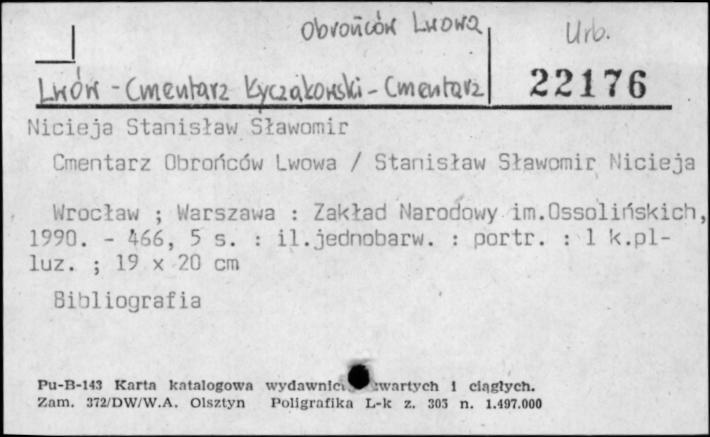 Obrońców Lwowa
Urb.
Lwów - Cmentarz Łyczakowski - Cmentarz
22176
Nicieja Stanisław Sławomir
Cmentarz Obrońców Lwowa / Stanisław Sławomir Nicieja
Wrocław ; Warszawa : Zakład Narodowy im.Ossolińskich,
1990. - 466, 5 s. : il.jednobarw. : portr. : 1 k.pl-
luz. ; 19 x 20 cm
Bibliografia
Pu-B-143 Karta katalogowa wydawnic zwartych i ciągłych.
Zam. 372/DW/W.A. Olsztyn Poligrafika L-k z. 303 n. 1.497.000